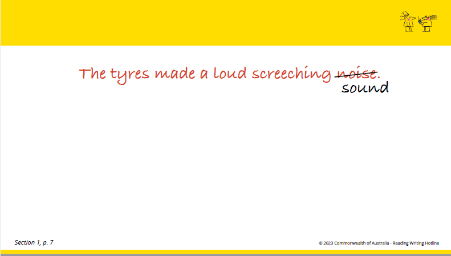 The tyres made a loud screeching noise.
sound
Section 1, p. 7
© 2023 Commonwealth of Australia - Reading Writing Hotline